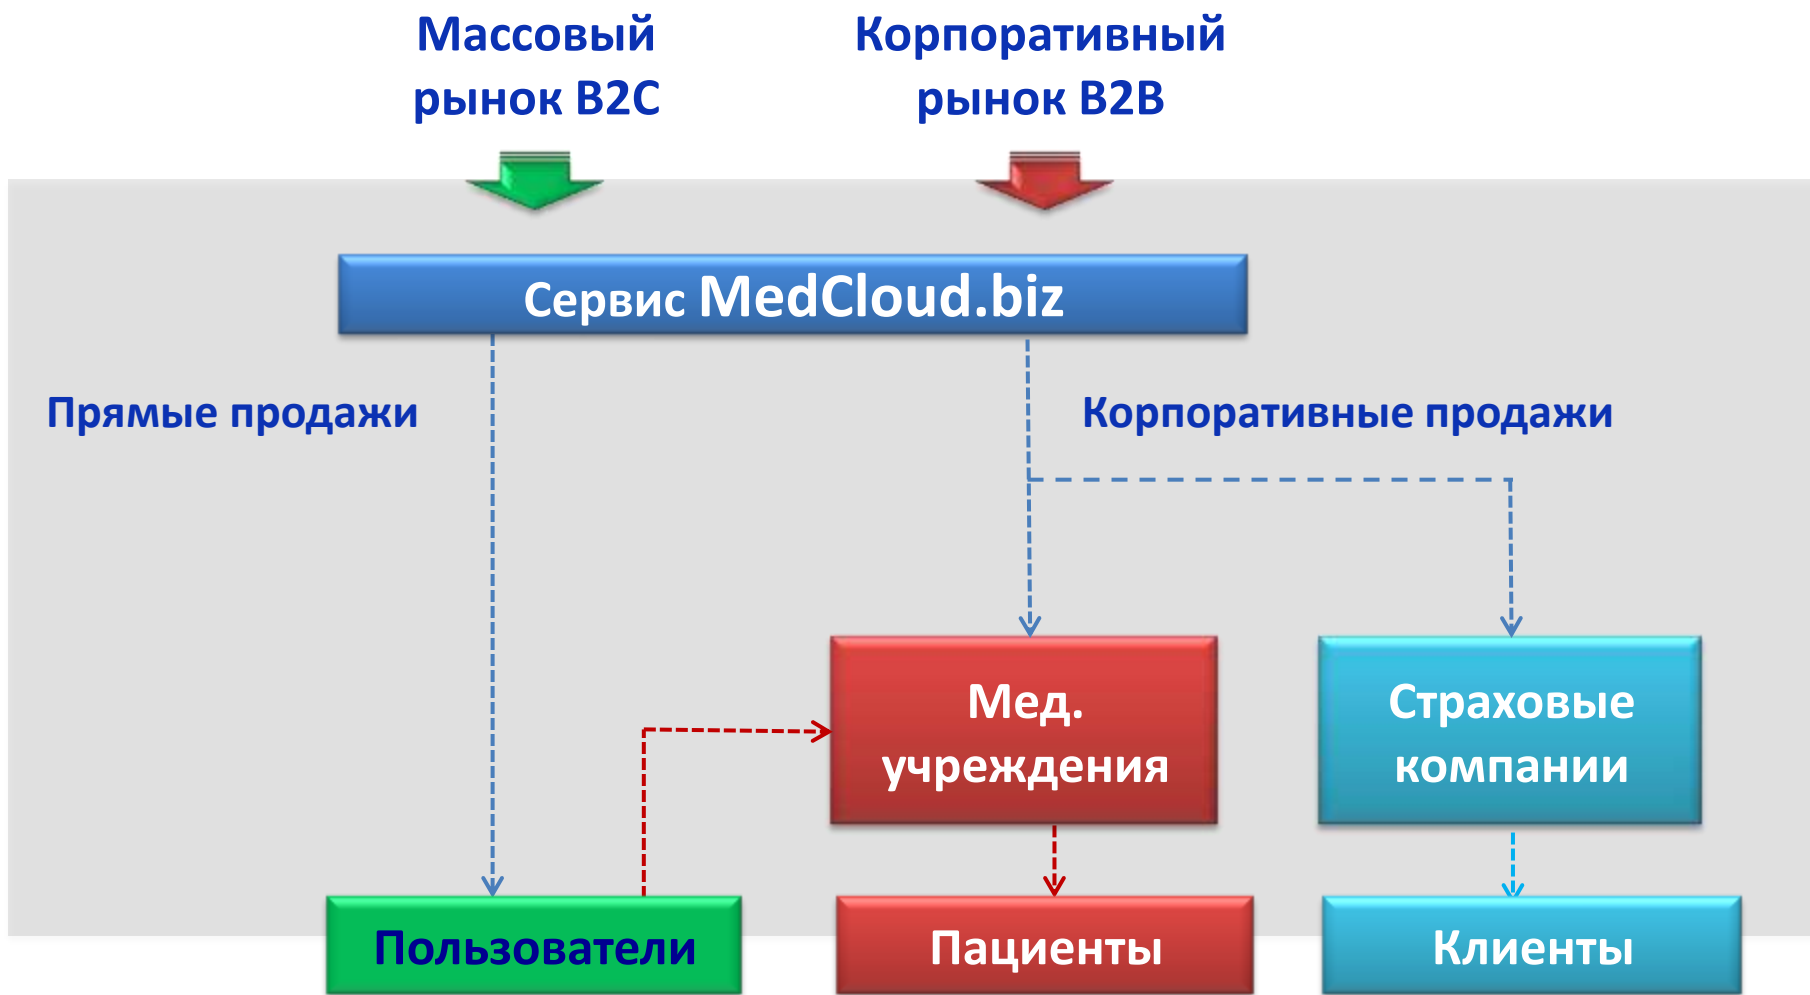 Массовый
рынок B2C
Корпоративный
рынок B2B
Сервис MedCloud.biz
Прямые продажи
Корпоративные продажи
Мед.
учреждения
Страховые
компании
Пользователи
Пациенты
Клиенты